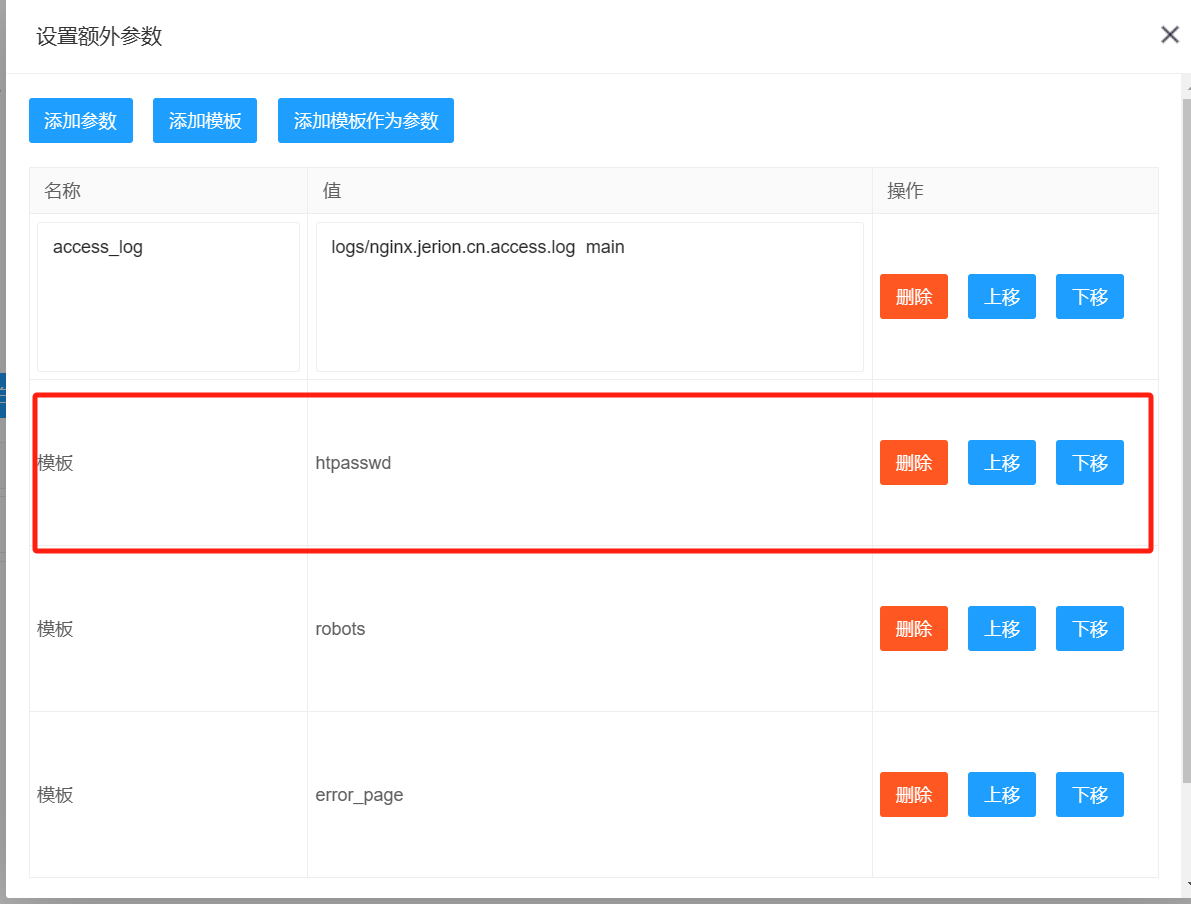 设置额外参数
添加参数 添加模板 添加模板作为参数
名称 值 操作
access_log logs/nginx.jerion.cn.access.log main
删除 上移 下移
模板 htpasswd 删除 上移 下移
模板 robots 删除 上移 下移
模板 error_page 删除 上移 下移